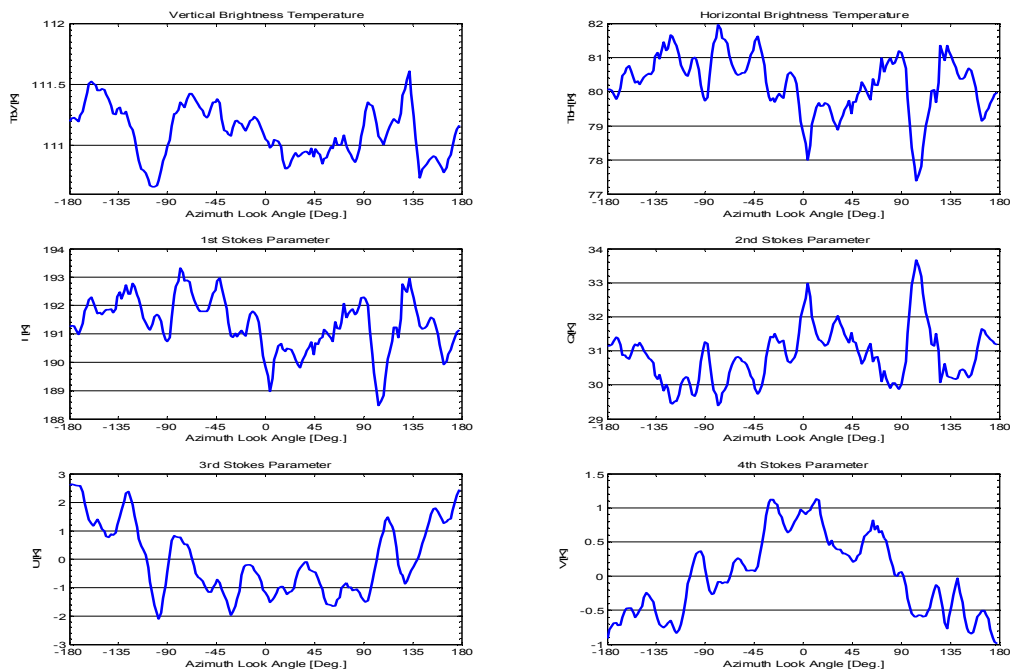 Vertical Brightness Temperature
112
111.5
111
TBV[K]
-180 -135 -90 -45 0 45 90 135 180
Azimuth Look Angle [Deg.]
Horizontal Brightness Temperature
82
81
80
79
78
77
TBH[K]
-180 -135 -90 -45 0 45 90 135 180
Azimuth Look Angle [Deg.]
1st Stokes Parameter
194
193
192
191
190
189
188
I [K]
-180 -135 -90 -45 0 45 90 135 180
Azimuth Look Angle [Deg.]
2nd Stokes Parameter
34
33
32
31
30
29
Q[K]
-180 -135 -90 -45 0 45 90 135 180
Azimuth Look Angle [Deg.]
3rd Stokes Parameter
3
2
1
0
-1
-2
-3
U[K]
-180 -135 -90 -45 0 45 90 135 180
Azimuth Look Angle [Deg.]
4th Stokes Parameter
1.5
1
0.5
0
-0.5
-1
V[K]
-180 -135 -90 -45 0 45 90 135 180
Azimuth Look Angle [Deg.]